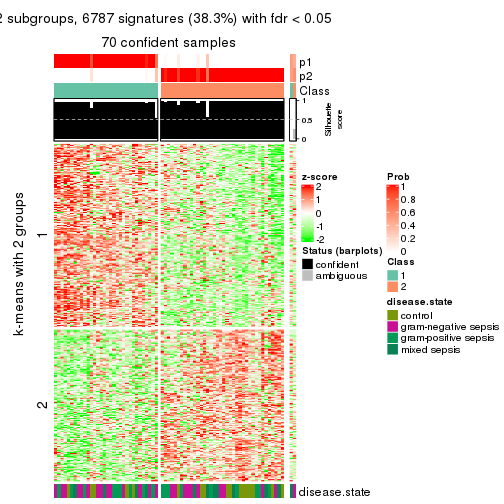 2 subgroups, 6787 signatures (38.3%) with fdr < 0.05
70 confident samples
p1
p2
Class
1
0.5
0
Silhouette
score
k-means with 2 groups
1
2
z-score
2
1
0
-1
-2
Status (barplots)
confident
ambiguous
Prob
1
0.8
0.6
0.4
0.2
0
Class
1
2
disease.state
control
gram-negative sepsis
gram-positive sepsis
mixed sepsis
disease.state